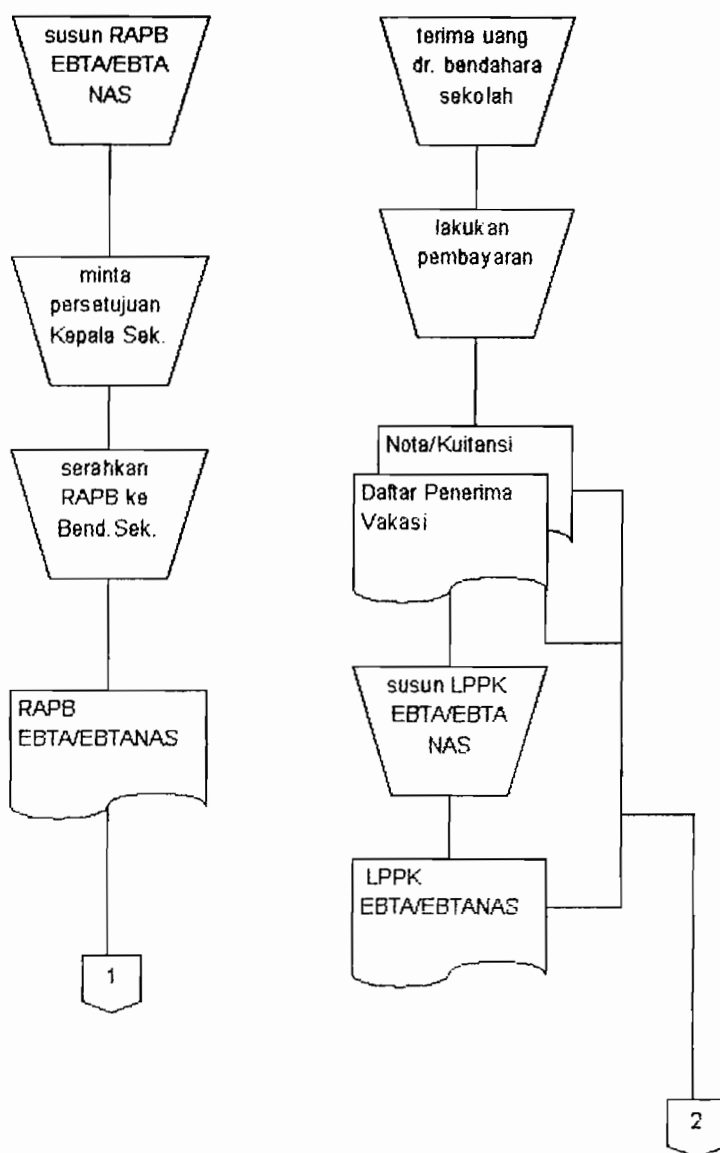 susun RAPB
EBTA/EBTA
NAS
minta
persetujuan
Kepala Sek.
serahkan
RAPB ke
Bend.Sek.
RAPB
EBTA/EBTANAS
1
terima uang
dr. bendahara
sekolah
lakukan
pembayaran
Nota/Kuitansi
Daftar Penerima
Vakasi
susun LPPK
EBTA/EBTA
NAS
LPPK
EBTA/EBTANAS
2